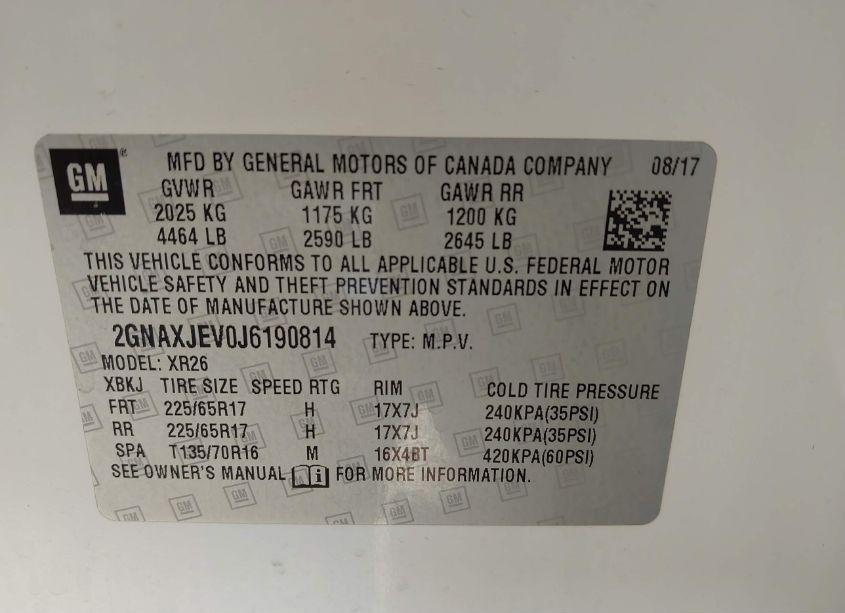 GM
MFD BY GENERAL MOTORS OF CANADA COMPANY 08/17
GVWR GAWR FRT GAWR RR
2025 KG 1175 KG 1200 KG
4464 LB 2590 LB 2645 LB
THIS VEHICLE CONFORMS TO ALL APPLICABLE U.S. FEDERAL MOTOR
VEHICLE SAFETY AND THEFT PREVENTION STANDARDS IN EFFECT ON
THE DATE OF MANUFACTURE SHOWN ABOVE.
2GNAXJEV0J6190814 TYPE: M.P.V.
MODEL: XR26
XBKJ TIRE SIZE SPEED RTG RIM COLD TIRE PRESSURE
FRT 225/65R17 H 17X7J 240KPA(35PSI)
RR 225/65R17 H 17X7J 240KPA(35PSI)
SPA T135/70R16 M 16X4BT 420KPA(60PSI)
SEE OWNER'S MANUAL i FOR MORE INFORMATION.